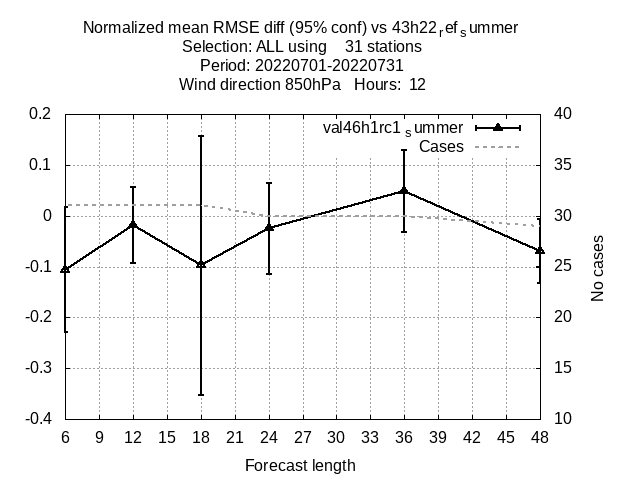 Normalized mean RMSE diff (95% conf) vs 43h22refsummer
Selection: ALL using 31 stations
Period: 20220701-20220731
Wind direction 850hPa Hours: 12
0.2 40
val46h1rc1summer
Cases
0.1 35
0 30
-0.1 25
-0.2 20
-0.3 15
-0.4 10
No cases
6 9 12 15 18 21 24 27 30 33 36 39 42 45 48
Forecast length